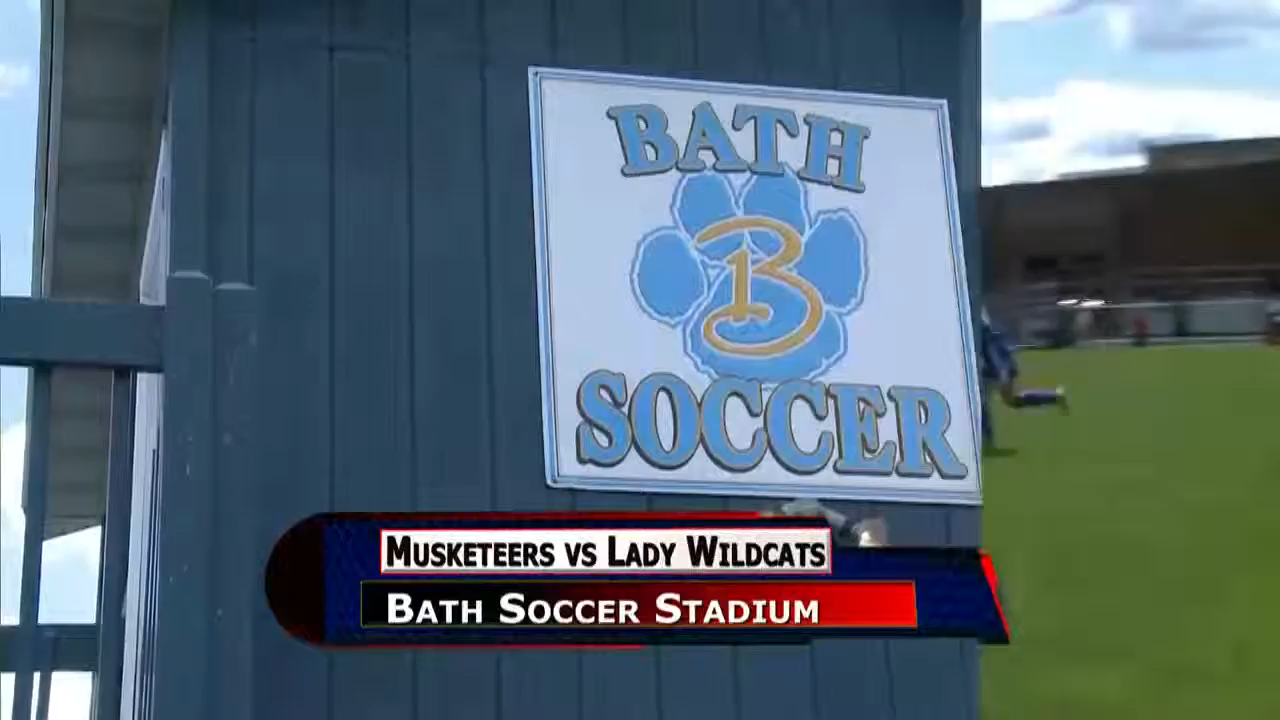 BATH
B
SOCCER
MUSKETEERS VS LADY WILDCATS
BATH SOCCER STADIUM